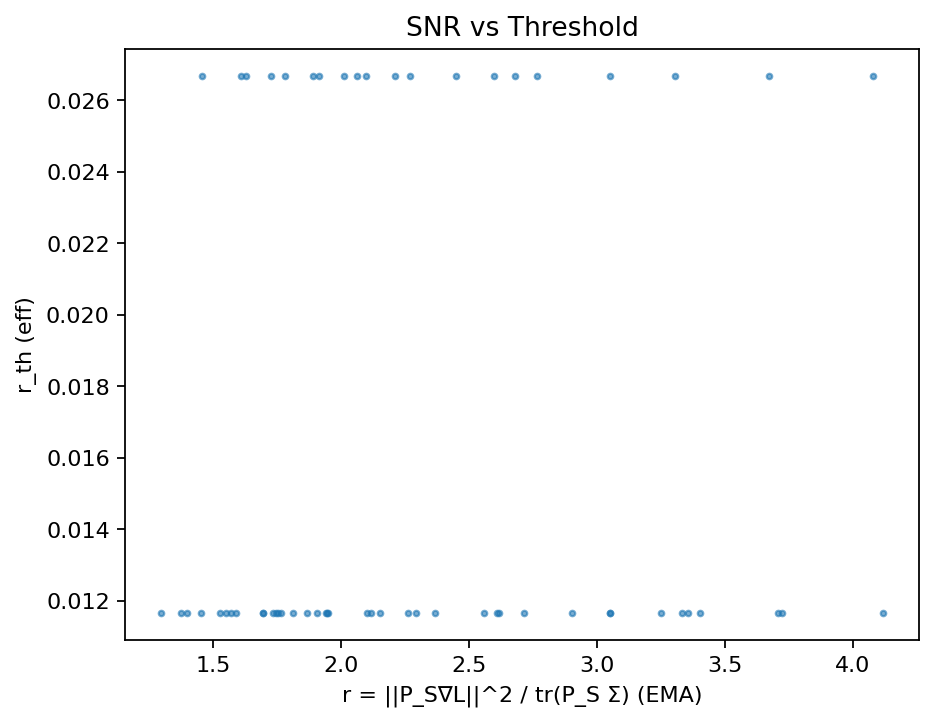 SNR vs Threshold
r_th (eff)
0.026
0.024
0.022
0.020
0.018
0.016
0.014
0.012
1.5 2.0 2.5 3.0 3.5 4.0
r = ||P_S∇L||^2 / tr(P_S Σ) (EMA)